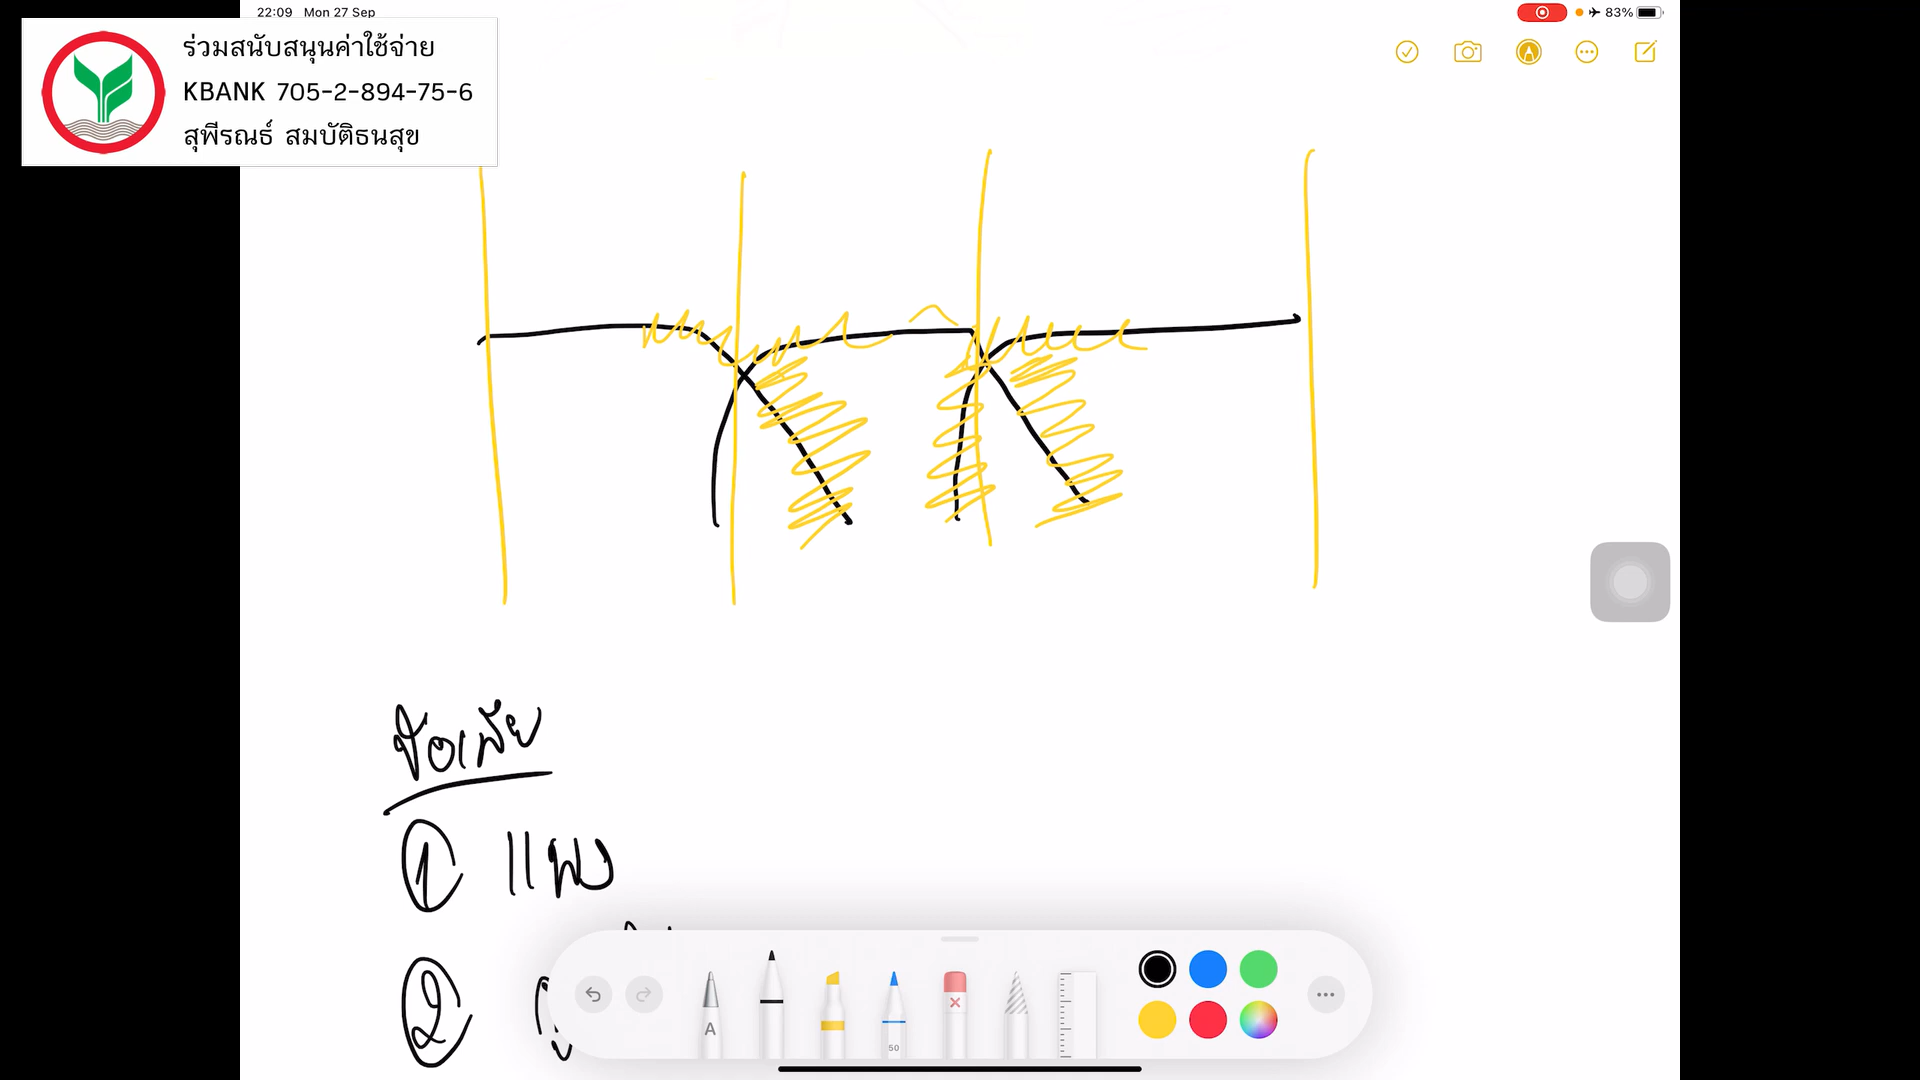 22:09 Mon 27 Sep
83%
ร่วมสนับสนุนค่าใช้จ่าย
KBANK 705-2-894-75-6
สุพีรณธ์ สมบัติธนสุข
ข้อเสีย
① แพง
②
A
50